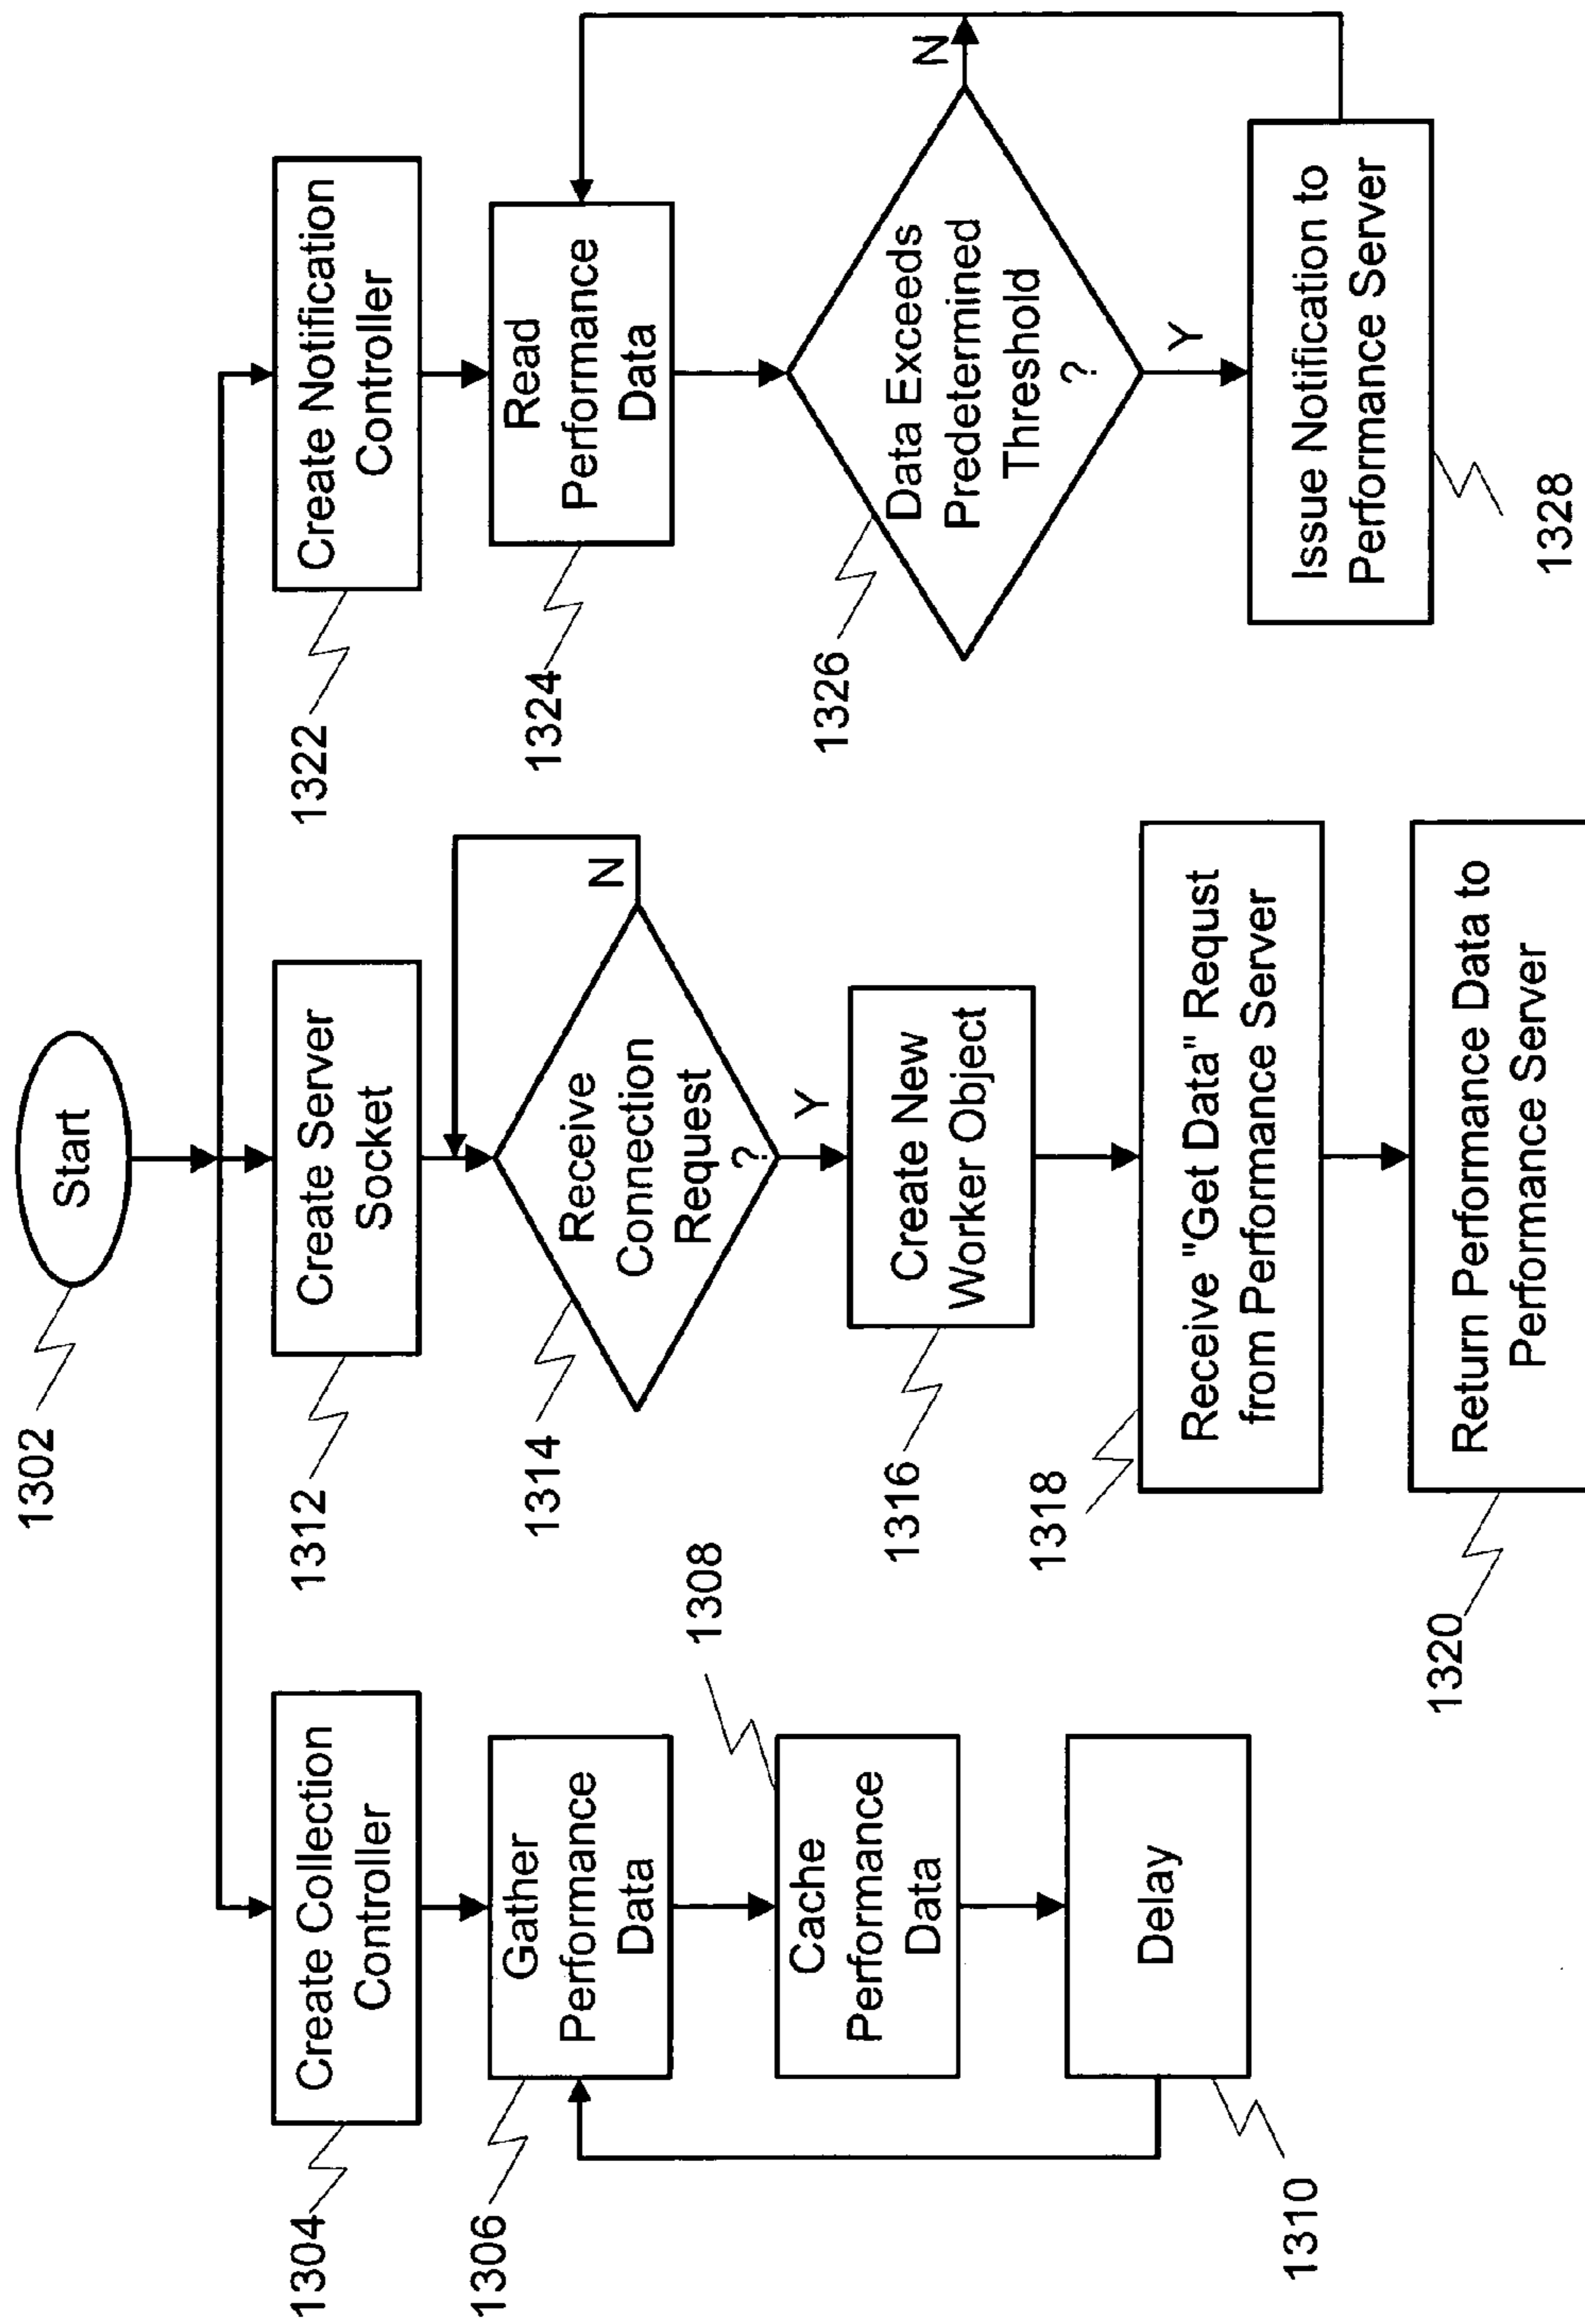 Start
1302
Create Collection
Controller
1304
Gather
Performance
Data
1306
Cache
Performance
Data
1308
Delay
1310
Create Server
Socket
1312
Receive
Connection
Request
?
N
Y
1314
Create New
Worker Object
1316
Receive "Get Data" Requst
from Performance Server
1318
Return Performance Data to
Performance Server
1320
Create Notification
Controller
1322
Read
Performance
Data
1324
Data Exceeds
Predetermined
Threshold
?
N
Y
1326
Issue Notification to
Performance Server
1328